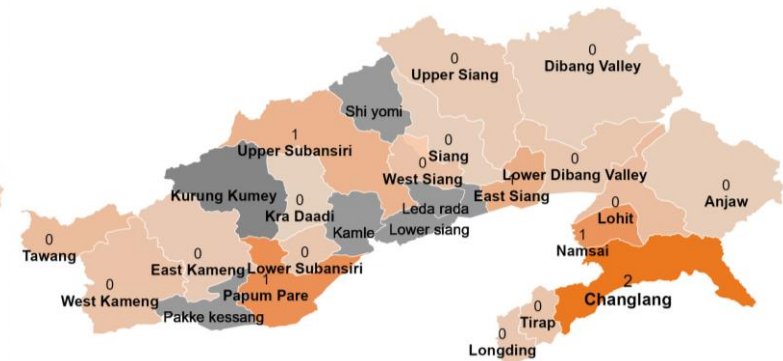 0
Upper Siang
0
Dibang Valley
Shi yomi
1
Upper Subansiri
0
Siang
0
West Siang
0
Lower Dibang Valley
1
East Siang
0
Anjaw
Kurung Kumey
0
Kra Daadi
Leda rada
Lower siang
Kamle
0
Lohit
1
Namsai
0
Tawang
0
East Kameng
0
Lower Subansiri
0
West Kameng
1
Papum Pare
Pakke kessang
2
Changlang
0
Tirap
0
Longding